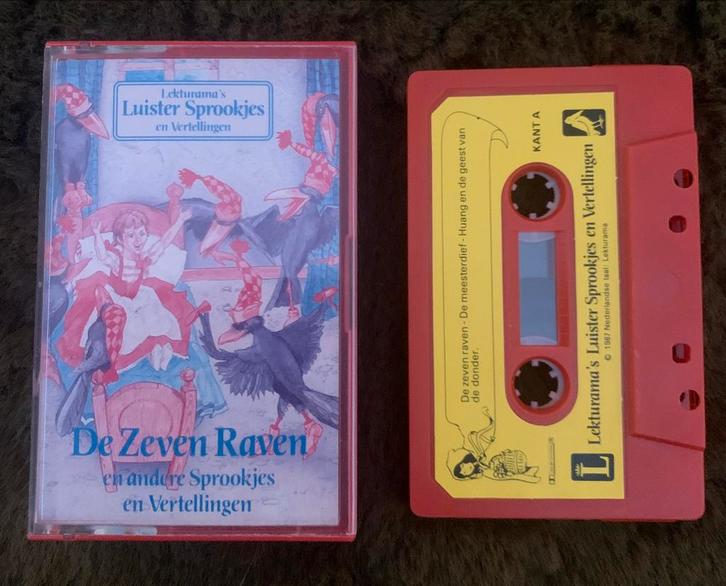 Lekturama's
Luister Sprookjes
en Vertellingen
De Zeven Raven
en andere Sprookjes
en Vertellingen
De zeven raven - De meesterdief - Huang en de geest van
de donder.
KANT A
Lekturama's Luister Sprookjes en Vertellingen
© 1987 Nederlandse taal: Lekturama
L